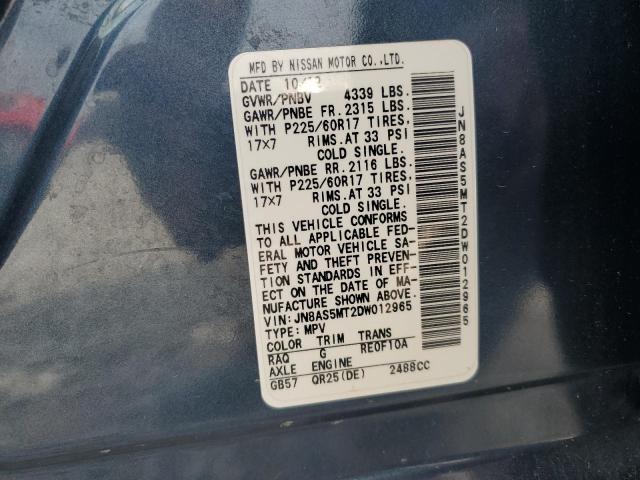 MFD BY NISSAN MOTOR CO.,LTD.
DATE 10/12
GVWR/PNBV 4339 LBS.
GAWR/PNBE FR. 2315 LBS.
WITH P225/60R17 TIRES,
17X7 RIMS.AT 33 PSI
COLD SINGLE.
GAWR/PNBE RR. 2116 LBS.
WITH P225/60R17 TIRES,
17X7 RIMS.AT 33 PSI
COLD SINGLE.
THIS VEHICLE CONFORMS
TO ALL APPLICABLE FED-
ERAL MOTOR VEHICLE SA-
FETY AND THEFT PREVEN-
TION STANDARDS IN EFF-
ECT ON THE DATE OF MA-
NUFACTURE SHOWN ABOVE.
VIN: JN8AS5MT2DW012965
TYPE: MPV
COLOR TRIM TRANS
RAQ G RE0F10A
AXLE ENGINE
GB57 QR25(DE) 2488CC
JN8AS5MT2DW012965